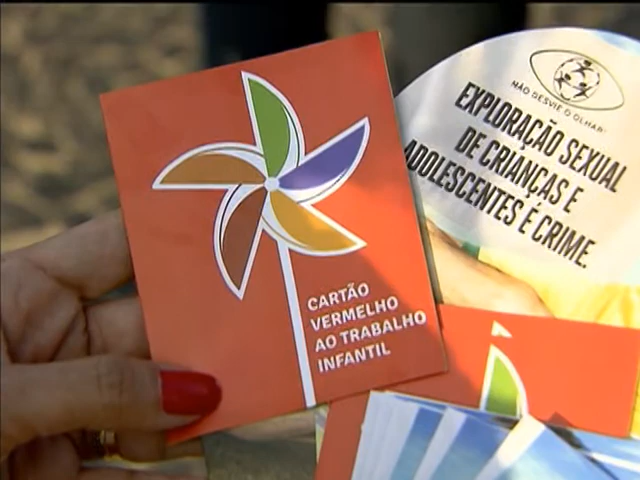 CARTÃO
VERMELHO
AO TRABALHO
INFANTIL
NÃO DESVIE O OLHAR
EXPLORAÇÃO SEXUAL
DE CRIANÇAS E
ADOLESCENTES É CRIME.